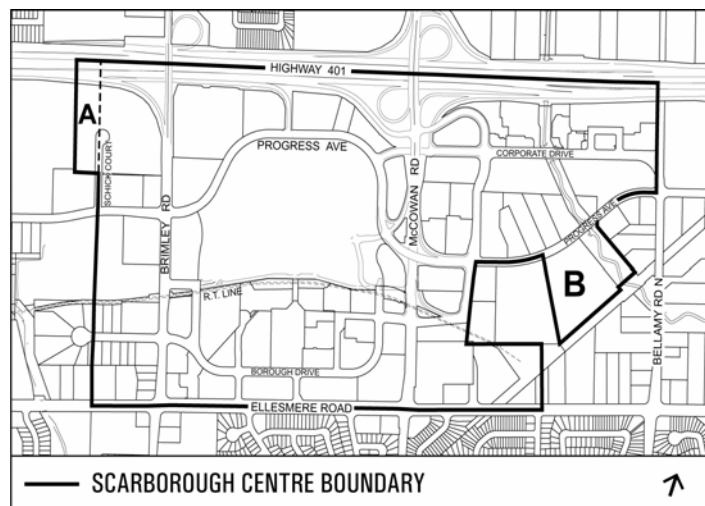 HIGHWAY 401
A
SCHICK COURT
BRIMLEY RD
PROGRESS AVE
McCOWAN RD
CORPORATE DRIVE
PROGRESS AVE
B
BELLAMY RD N
R.T. LINE
BOROUGH DRIVE
ELLESMERE ROAD
SCARBOROUGH CENTRE BOUNDARY